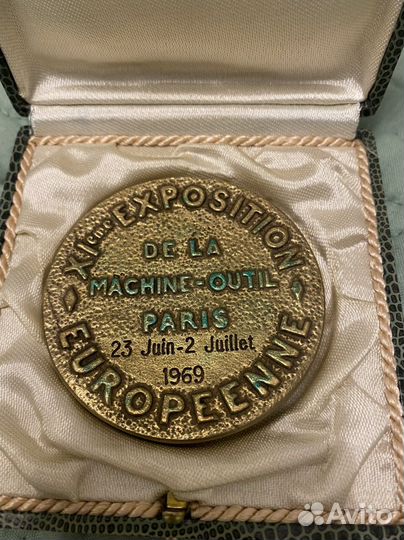 XIème EXPOSITION
DE LA
MACHINE-OUTIL
PARIS
23 Juin-2 Juillet
1969
EUROPEENNE
Avito